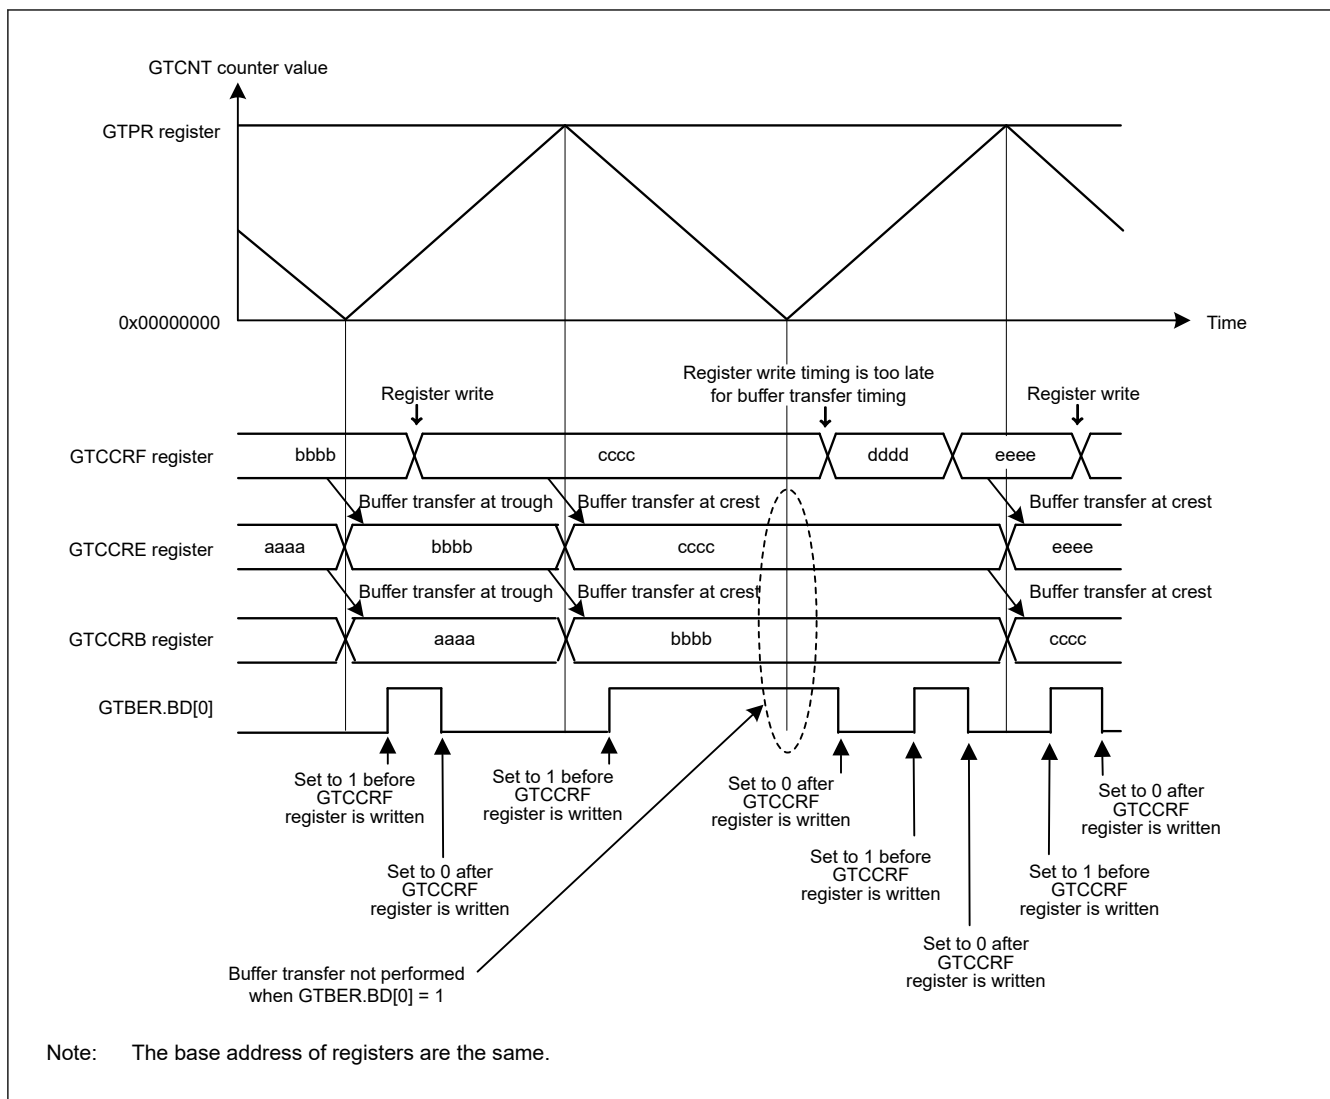 GTCNT counter value
GTPR register
0x00000000
Time
Register write
Register write timing is too late
for buffer transfer timing
Register write
GTCCRF register
bbbb
cccc
dddd
eeee
Buffer transfer at trough
Buffer transfer at crest
Buffer transfer at crest
GTCCRE register
aaaa
bbbb
cccc
eeee
Buffer transfer at trough
Buffer transfer at crest
Buffer transfer at crest
GTCCRB register
aaaa
bbbb
cccc
GTBER.BD[0]
Set to 1 before
GTCCRF
register is written
Set to 0 after
GTCCRF
register is written
Set to 1 before
GTCCRF
register is written
Set to 0 after
GTCCRF
register is written
Set to 1 before
GTCCRF
register is written
Set to 0 after
GTCCRF
register is written
Set to 1 before
GTCCRF
register is written
Set to 0 after
GTCCRF
register is written
Buffer transfer not performed
when GTBER.BD[0] = 1
Note: The base address of registers are the same.